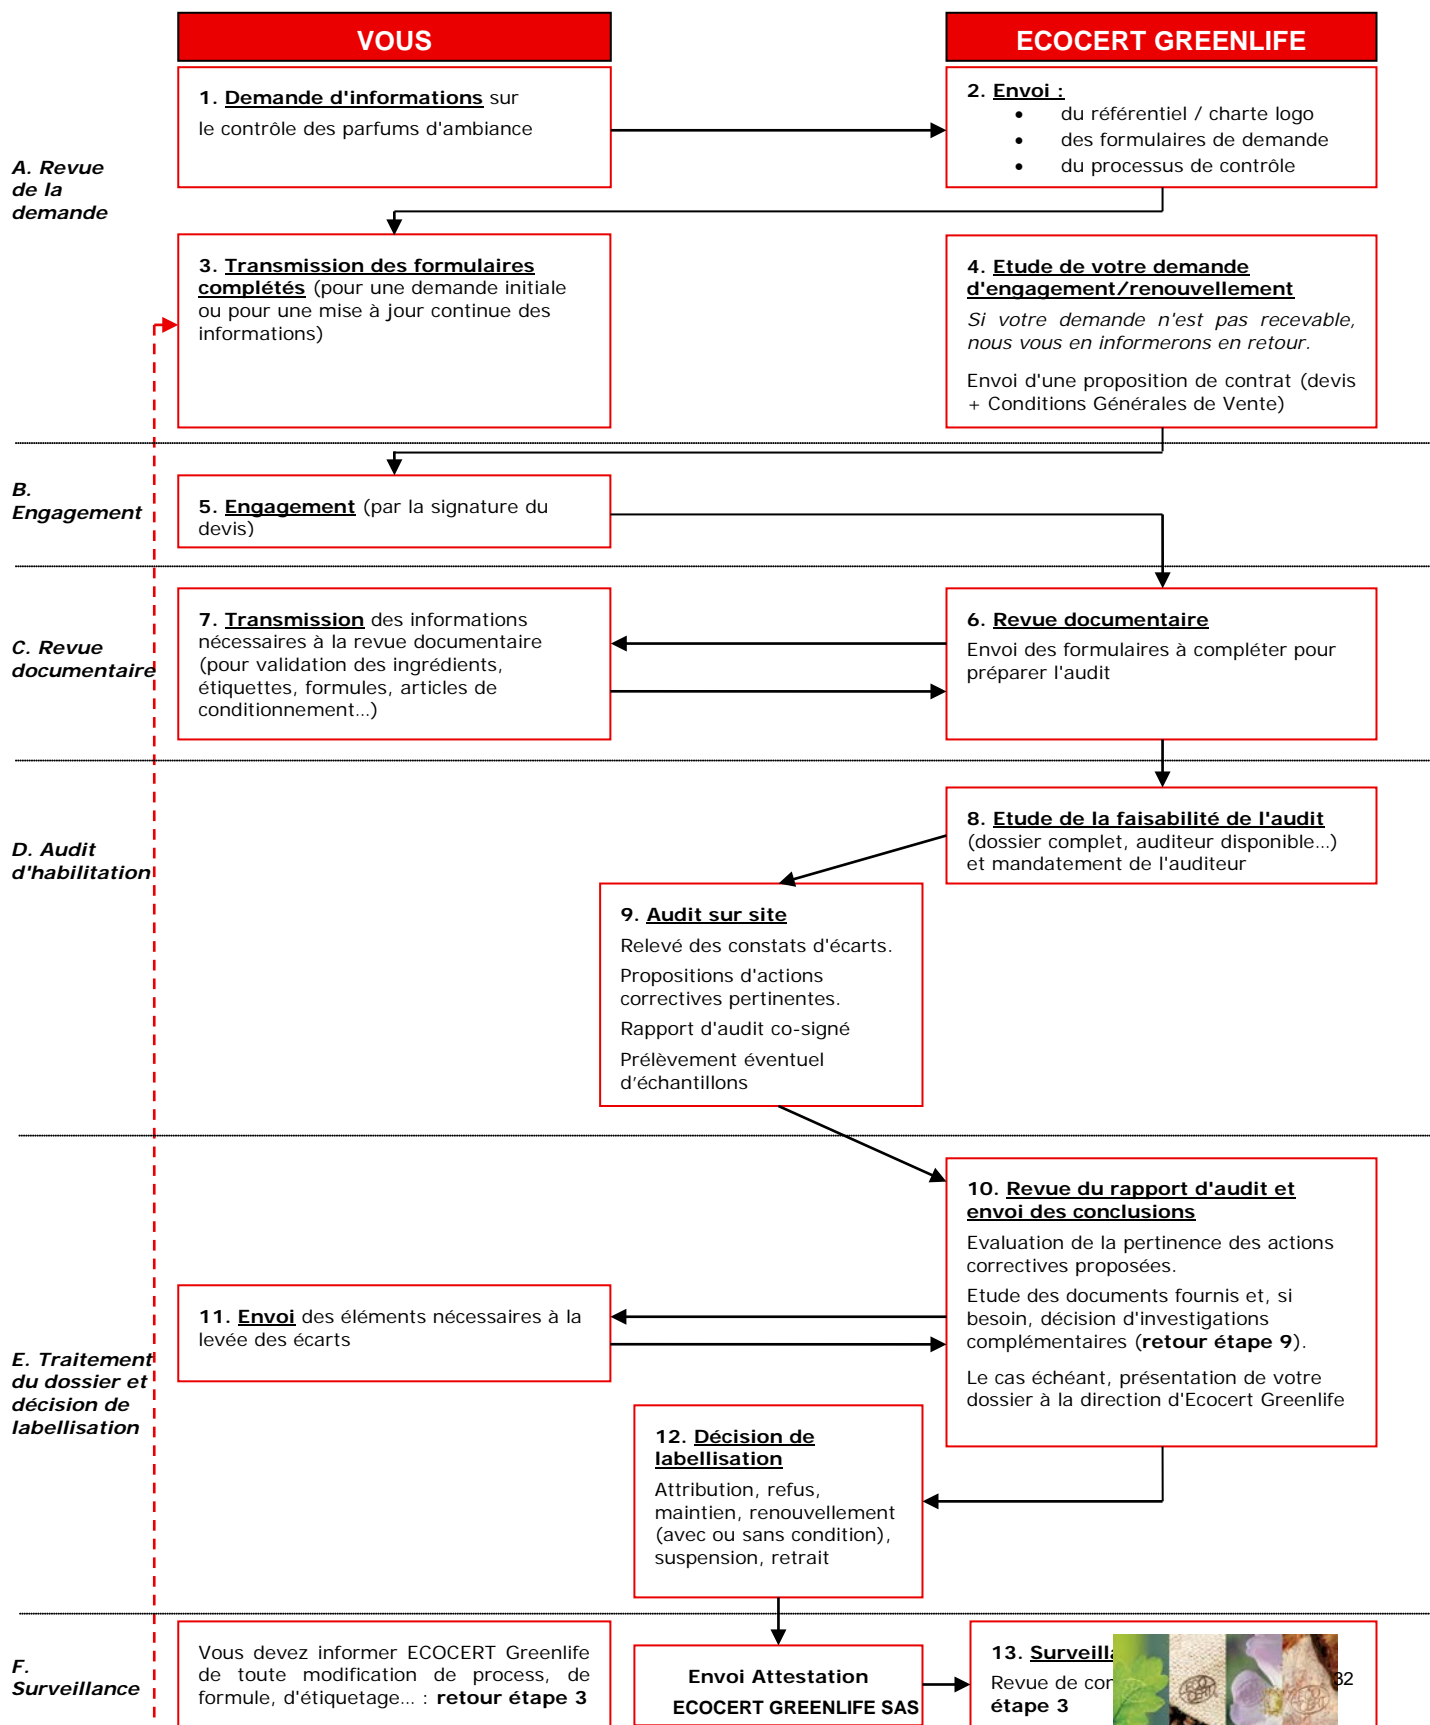 VOUS
ECOCERT GREENLIFE
A. Revue
de la
demande
1. Demande d'informations sur
le contrôle des parfums d'ambiance
2. Envoi :
• du référentiel / charte logo
• des formulaires de demande
• du processus de contrôle
3. Transmission des formulaires
complétés (pour une demande initiale
ou pour une mise à jour continue des
informations)
4. Etude de votre demande
d'engagement/renouvellement
Si votre demande n'est pas recevable,
nous vous en informerons en retour.
Envoi d'une proposition de contrat (devis
+ Conditions Générales de Vente)
B.
Engagement
5. Engagement (par la signature du
devis)
C. Revue
documentaire
7. Transmission des informations
nécessaires à la revue documentaire
(pour validation des ingrédients,
étiquettes, formules, articles de
conditionnement…)
6. Revue documentaire
Envoi des formulaires à compléter pour
préparer l'audit
D. Audit
d'habilitation
8. Etude de la faisabilité de l'audit
(dossier complet, auditeur disponible…)
et mandatement de l'auditeur
9. Audit sur site
Relevé des constats d'écarts.
Propositions d'actions
correctives pertinentes.
Rapport d'audit co-signé
Prélèvement éventuel
d’échantillons
E. Traitement
du dossier et
décision de
labellisation
10. Revue du rapport d'audit et
envoi des conclusions
Evaluation de la pertinence des actions
correctives proposées.
Etude des documents fournis et, si
besoin, décision d'investigations
complémentaires (retour étape 9).
Le cas échéant, présentation de votre
dossier à la direction d'Ecocert Greenlife
11. Envoi des éléments nécessaires à la
levée des écarts
12. Décision de
labellisation
Attribution, refus,
maintien, renouvellement
(avec ou sans condition),
suspension, retrait
F.
Surveillance
Vous devez informer ECOCERT Greenlife
de toute modification de process, de
formule, d'étiquetage... : retour étape 3
Envoi Attestation
ECOCERT GREENLIFE SAS
13.
Revue de
étape 3
32